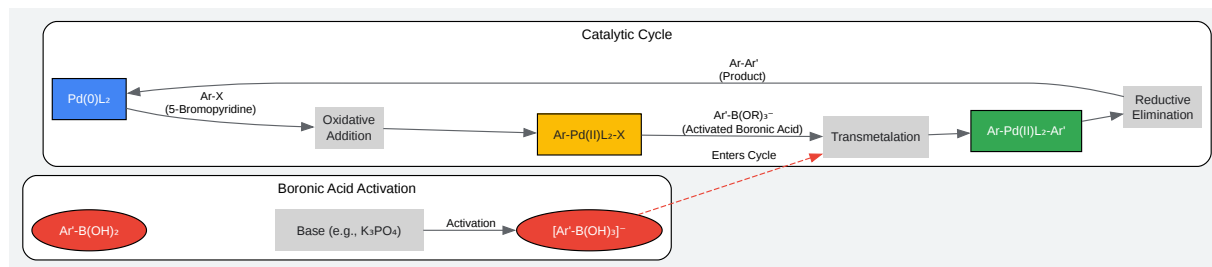 Catalytic Cycle
Ar-Ar'
(Product)
Pd(0)L₂
Ar-X
(5-Bromopyridine)
Oxidative
Addition
Ar-Pd(II)L₂-X
Ar'-B(OR)₃⁻
(Activated Boronic Acid)
Transmetalation
Ar-Pd(II)L₂-Ar'
Reductive
Elimination
Enters Cycle
Boronic Acid Activation
Ar'-B(OH)₂
Base (e.g., K₃PO₄)
Activation
[Ar'-B(OH)₃]⁻